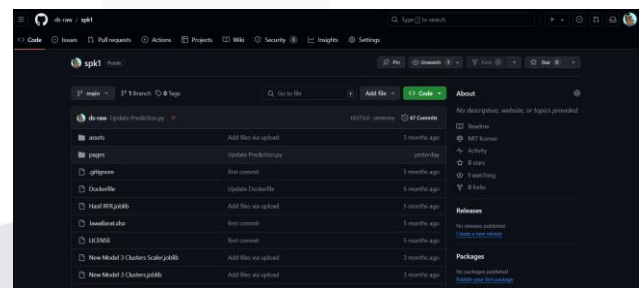 ds-raw / spk1
Type / to search
Code Issues Pull requests Actions Projects Wiki Security 1 Insights Settings
spk1 Public
Pin Unwatch 1 Fork 0 Star 0
main 1 Branch 0 Tags
Go to file t Add file Code
About
No description, website, or topics provided.
ds-raw Update Prediction.py yesterday 67 Commits
Readme
assets Add files via upload 3 months ago
MIT license
pages Update Prediction.py yesterday
Activity
0 stars
.gitignore first commit 5 months ago
1 watching
Dockerfile Update Dockerfile 5 months ago
0 forks
Hasil RFR.joblib Add files via upload 5 months ago
JawaBarat.xlsx first commit 5 months ago
Releases
LICENSE first commit 5 months ago
No releases published
Create a new release
New Model 3 Clusters Scaler.joblib Add files via upload 3 months ago
New Model 3 Clusters.joblib Add files via upload 3 months ago
Packages
No packages published
Publish your first package